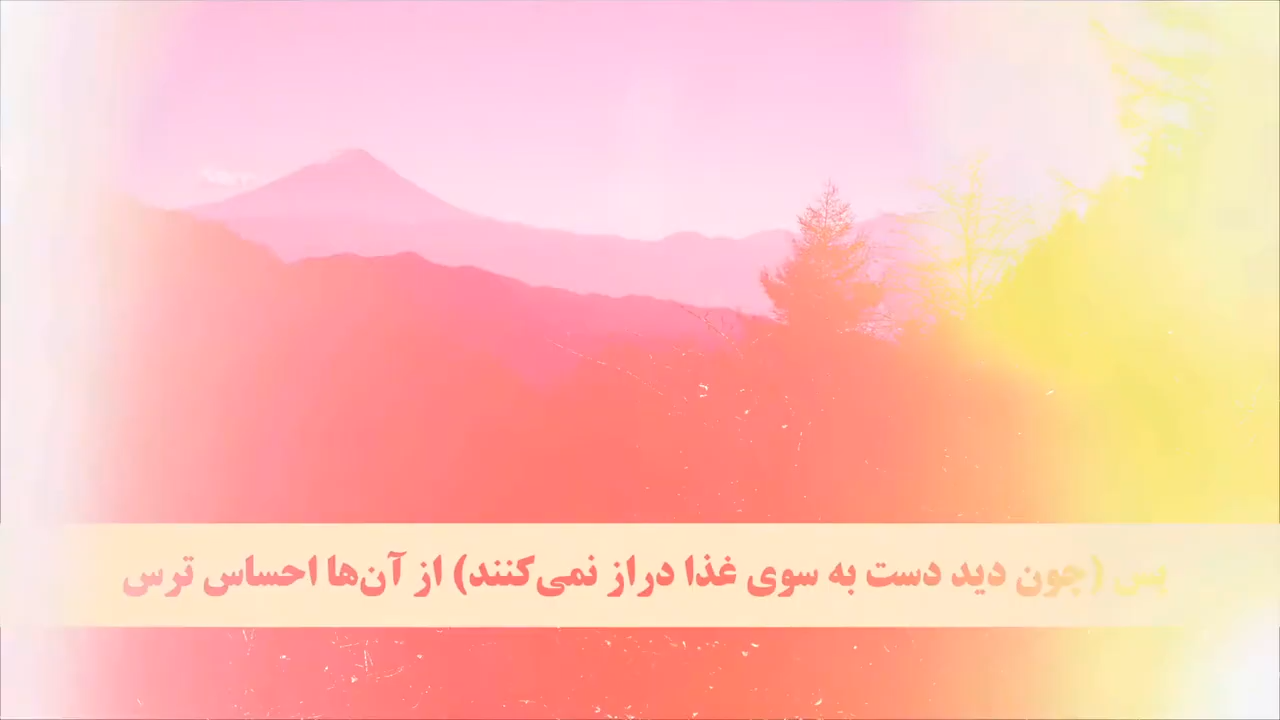 پس (چون دید دست به سوی غذا دراز نمی‌کنند) از آن‌ها احساس ترس